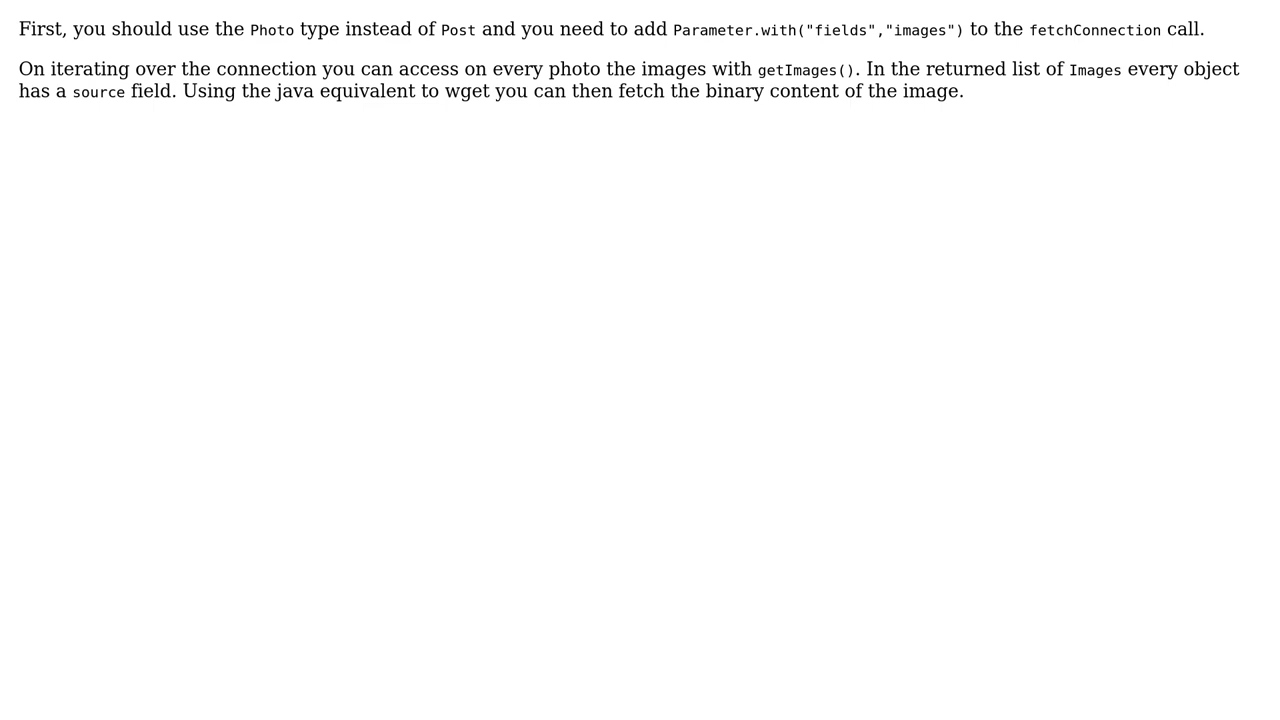 First, you should use the Photo type instead of Post and you need to add Parameter.with("fields","images") to the fetchConnection call.
On iterating over the connection you can access on every photo the images with getImages(). In the returned list of Images every object
has a source field. Using the java equivalent to wget you can then fetch the binary content of the image.